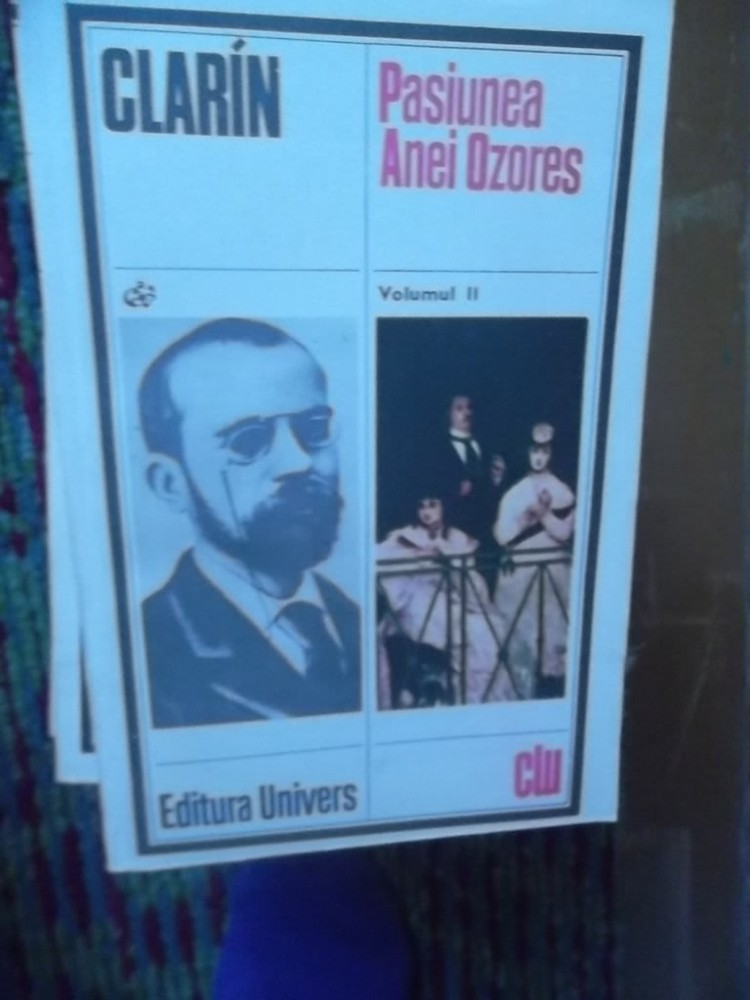 CLARÍN
Pasiunea
Anei Ozores
Volumul II
Editura Univers
clu